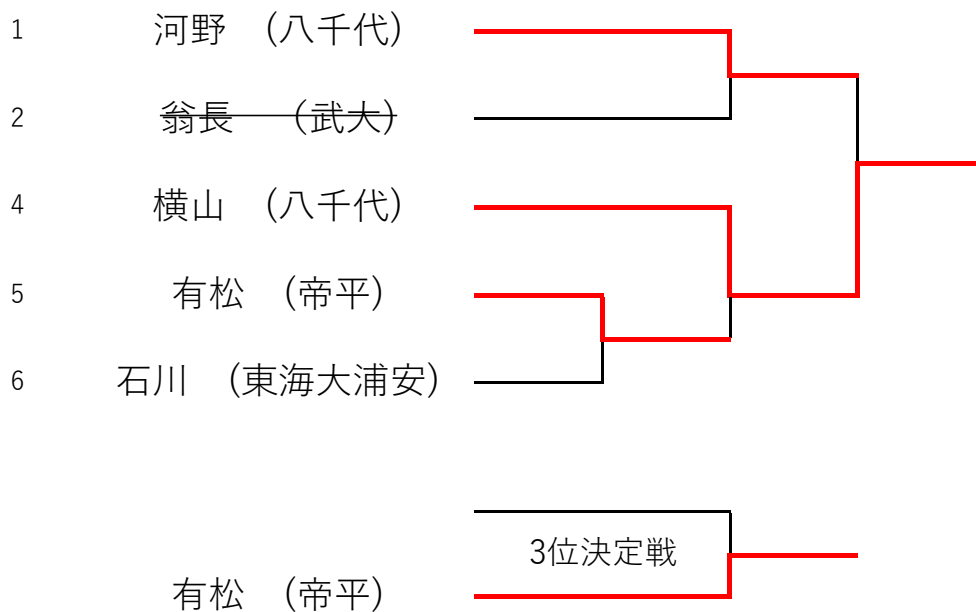 1 河野 (八千代)
2 翁長 (武大)
4 横山 (八千代)
5 有松 (帝平)
6 石川 (東海大浦安)
3位決定戦
有松 (帝平)